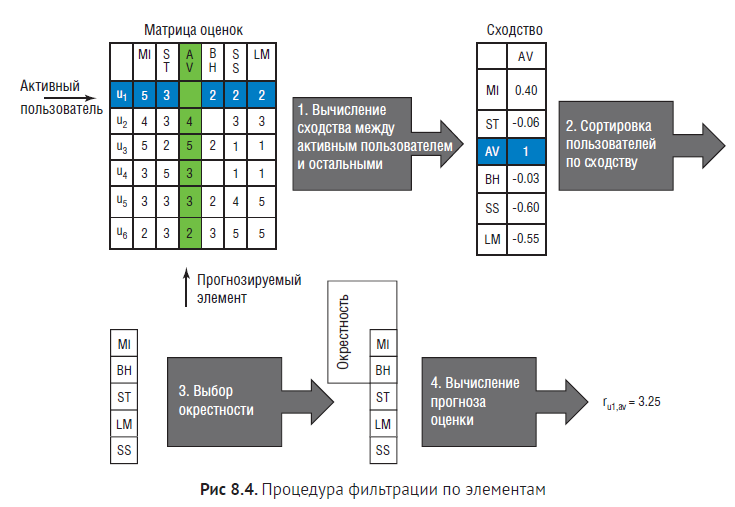 Матрица оценок
MI ST AV BH SS LM
Активный
пользователь
u1 5 3 2 2 2
u2 4 3 4 3 3
u3 5 2 5 2 1 1
u4 3 5 3 1 1
u5 3 3 3 2 4 5
u6 2 3 2 3 5 5
Прогнозируемый
элемент
1. Вычисление
сходства между
активным пользователем
и остальными
Сходство
AV
MI 0.40
ST -0.06
AV 1
BH -0.03
SS -0.60
LM -0.55
2. Сортировка
пользователей
по сходству
MI
BH
ST
LM
SS
3. Выбор
окрестности
Окрестность
MI
BH
ST
LM
SS
4. Вычисление
прогноза
оценки
ru1,av = 3.25
Рис 8.4. Процедура фильтрации по элементам